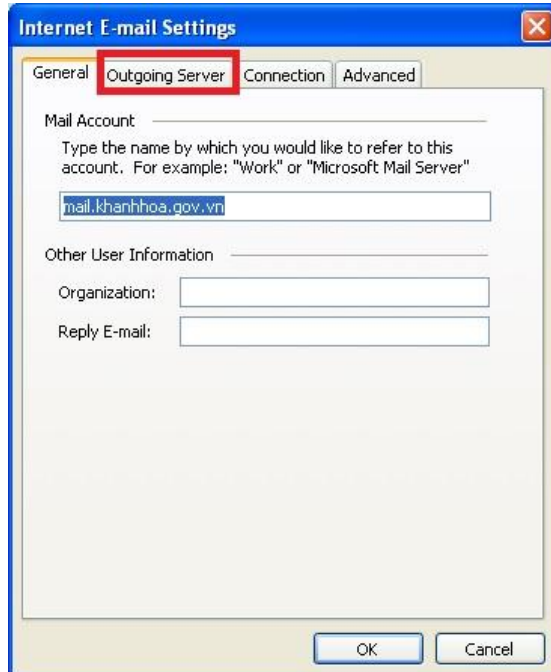 Internet E-mail Settings
General Outgoing Server Connection Advanced
Mail Account
Type the name by which you would like to refer to this
account. For example: "Work" or "Microsoft Mail Server"
mail.khanhhoa.gov.vn
Other User Information
Organization:
Reply E-mail:
OK Cancel